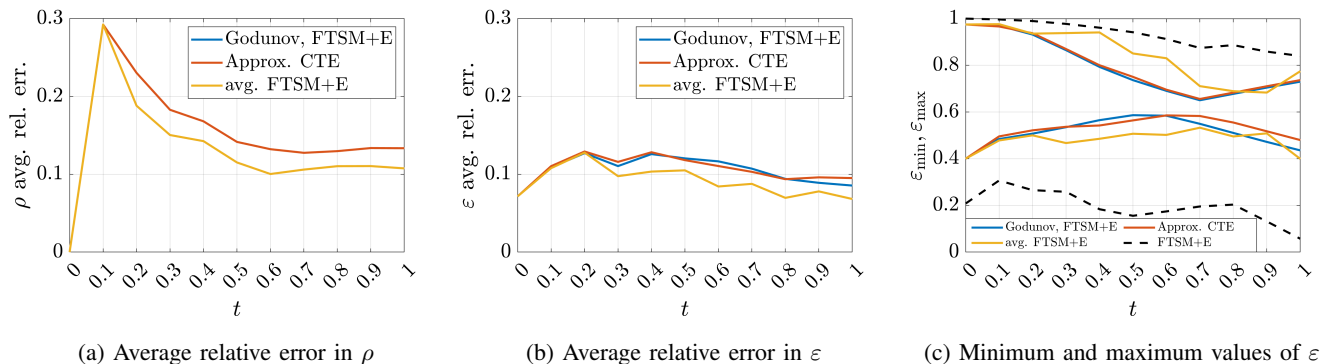 0.3
0.2
0.1
0
ρ avg. rel. err.
Godunov, FTSM+E
Approx. CTE
avg. FTSM+E
0 0.1 0.2 0.3 0.4 0.5 0.6 0.7 0.8 0.9 1
t
(a) Average relative error in ρ
0.3
0.2
0.1
0
ε avg. rel. err.
Godunov, FTSM+E
Approx. CTE
avg. FTSM+E
0 0.1 0.2 0.3 0.4 0.5 0.6 0.7 0.8 0.9 1
t
(b) Average relative error in ε
1
0.8
0.6
0.4
0.2
0
ε_min, ε_max
Godunov, FTSM+E Approx. CTE
avg. FTSM+E FTSM+E
0 0.1 0.2 0.3 0.4 0.5 0.6 0.7 0.8 0.9 1
t
(c) Minimum and maximum values of ε